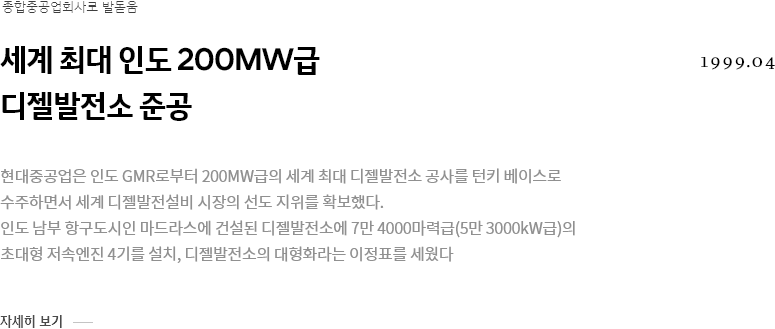 종합중공업회사로 발돋움
세계 최대 인도 200MW급
1999.04
디젤발전소 준공
현대중공업은 인도 GMR로부터 200MW급의 세계 최대 디젤발전소 공사를 턴키 베이스로
수주하면서 세계 디젤발전설비 시장의 선도 지위를 확보했다.
인도 남부 항구도시인 마드라스에 건설된 디젤발전소에 7만 4000마력급(5만 3000kW급)의
초대형 저속엔진 4기를 설치, 디젤발전소의 대형화라는 이정표를 세웠다
자세히 보기